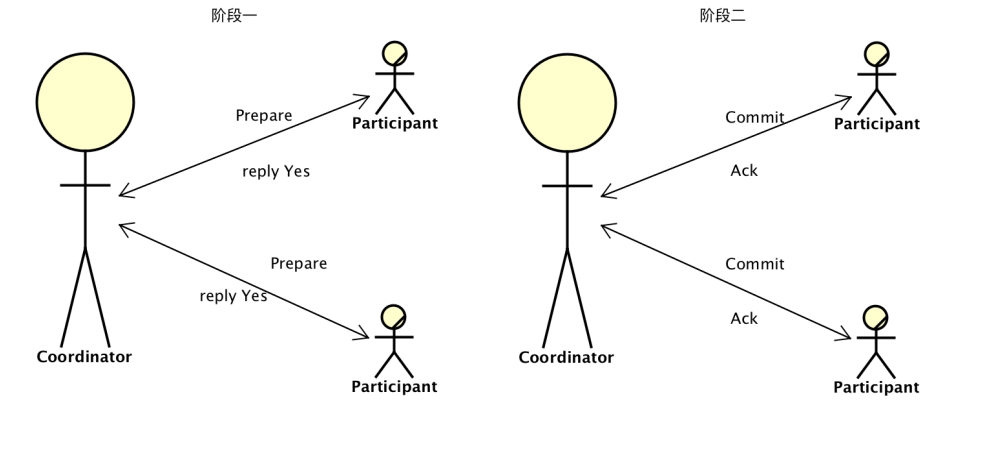 阶段一
Prepare
Participant
reply Yes
Prepare
reply Yes
Coordinator
Participant
阶段二
Commit
Participant
Ack
Commit
Ack
Coordinator
Participant